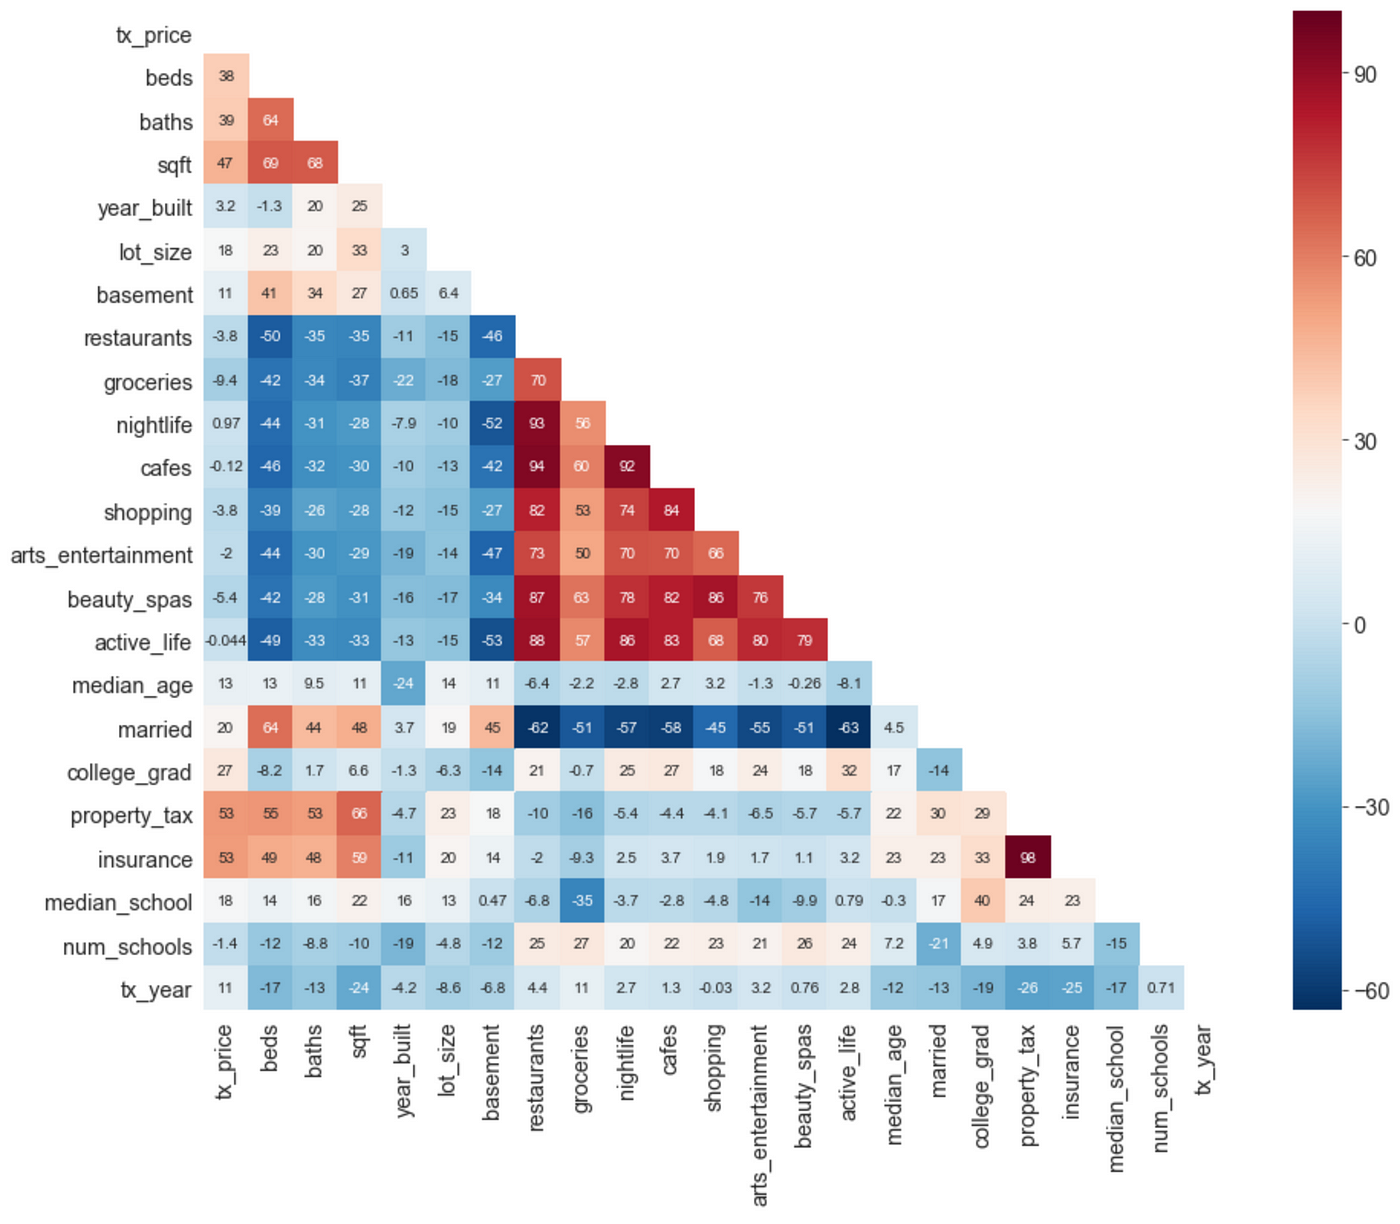 tx_price
beds 38
baths 39 64
sqft 47 69 68
year_built 3.2 -1.3 20 25
lot_size 18 23 20 33 3
basement 11 41 34 27 0.65 6.4
restaurants -3.8 -50 -35 -35 -11 -15 -46
groceries -9.4 -42 -34 -37 -22 -18 -27 70
nightlife 0.97 -44 -31 -28 -7.9 -10 -52 93 56
cafes -0.12 -46 -32 -30 -10 -13 -42 94 60 92
shopping -3.8 -39 -26 -28 -12 -15 -27 82 53 74 84
arts_entertainment -2 -44 -30 -29 -19 -14 -47 73 50 70 70 66
beauty_spas -5.4 -42 -28 -31 -16 -17 -34 87 63 78 82 86 76
active_life -0.044 -49 -33 -33 -13 -15 -53 88 57 86 83 68 80 79
median_age 13 13 9.5 11 -24 14 11 -6.4 -2.2 -2.8 2.7 3.2 -1.3 -0.26 -8.1
married 20 64 44 48 3.7 19 45 -62 -51 -57 -58 -45 -55 -51 -63 4.5
college_grad 27 -8.2 1.7 6.6 -1.3 -6.3 -14 21 -0.7 25 27 18 24 18 32 17 -14
property_tax 53 55 53 66 -4.7 23 18 -10 -16 -5.4 -4.4 -4.1 -6.5 -5.7 -5.7 22 30 29
insurance 53 49 48 59 -11 20 14 -2 -9.3 2.5 3.7 1.9 1.7 1.1 3.2 23 23 33 98
median_school 18 14 16 22 16 13 0.47 -6.8 -35 -3.7 -2.8 -4.8 -14 -9.9 0.79 -0.3 17 40 24 23
num_schools -1.4 -12 -8.8 -10 -19 -4.8 -12 25 27 20 22 23 21 26 24 7.2 -21 4.9 3.8 5.7 -15
tx_year 11 -17 -13 -24 -4.2 -8.6 -6.8 4.4 11 2.7 1.3 -0.03 3.2 0.76 2.8 -12 -13 -19 -26 -25 -17 0.71
tx_price
beds
baths
sqft
year_built
lot_size
basement
restaurants
groceries
nightlife
cafes
shopping
arts_entertainment
beauty_spas
active_life
median_age
married
college_grad
property_tax
insurance
median_school
num_schools
tx_year
90
60
30
0
−30
−60